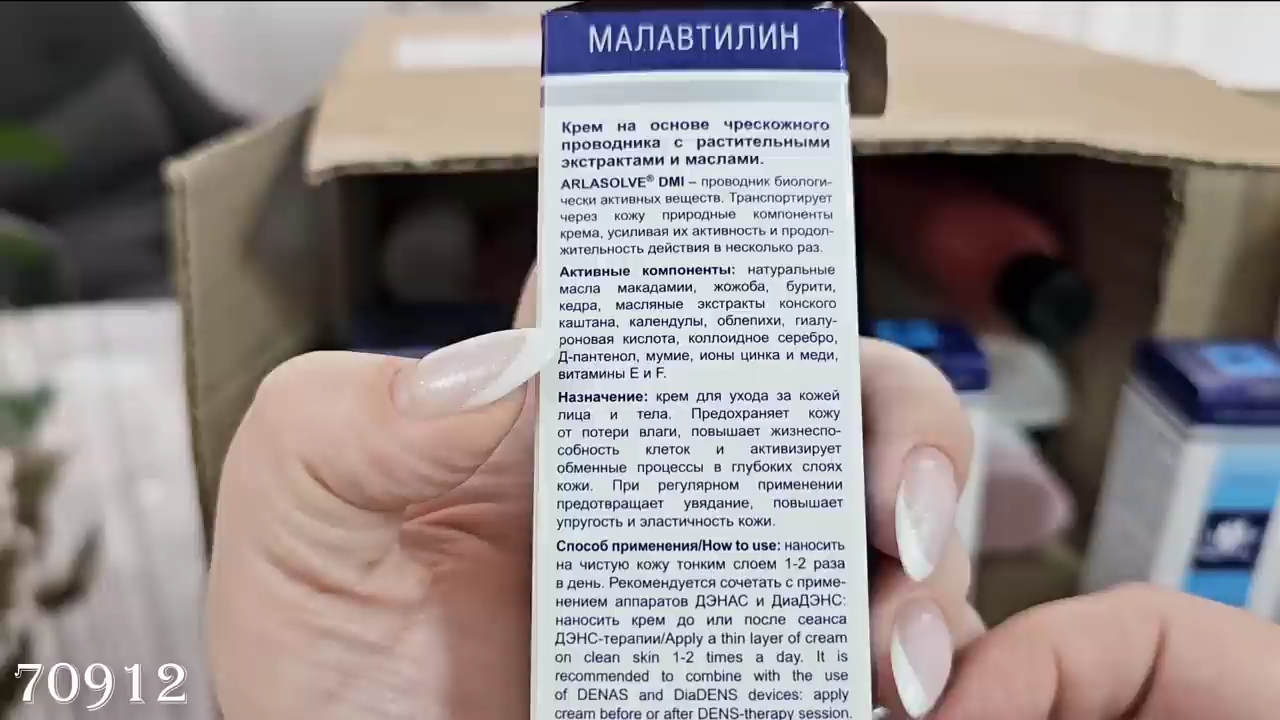 МАЛАВТИЛИН
Крем на основе чрескожного
проводника с растительными
экстрактами и маслами.
ARLASOLVE® DMI – проводник биологи-
чески активных веществ. Транспортирует
через кожу природные компоненты
крема, усиливая их активность и продол-
жительность действия в несколько раз.
Активные компоненты: натуральные
масла макадамии, жожоба, бурити,
кедра, масляные экстракты конского
каштана, календулы, облепихи, гиалу-
роновая кислота, коллоидное серебро,
Д-пантенол, мумие, ионы цинка и меди,
витамины Е и F.
Назначение: крем для ухода за кожей
лица и тела. Предохраняет кожу
от потери влаги, повышает жизнеспо-
собность клеток и активизирует
обменные процессы в глубоких слоях
кожи. При регулярном применении
предотвращает увядание, повышает
упругость и эластичность кожи.
Способ применения/How to use: наносить
на чистую кожу тонким слоем 1-2 раза
в день. Рекомендуется сочетать с приме-
нением аппаратов ДЭНАС и ДиаДЭНС:
наносить крем до или после сеанса
ДЭНС-терапии/Apply a thin layer of cream
on clean skin 1-2 times a day. It is
recommended to combine with the use
of DENAS and DiaDENS devices: apply
cream before or after DENS-therapy session.
70912